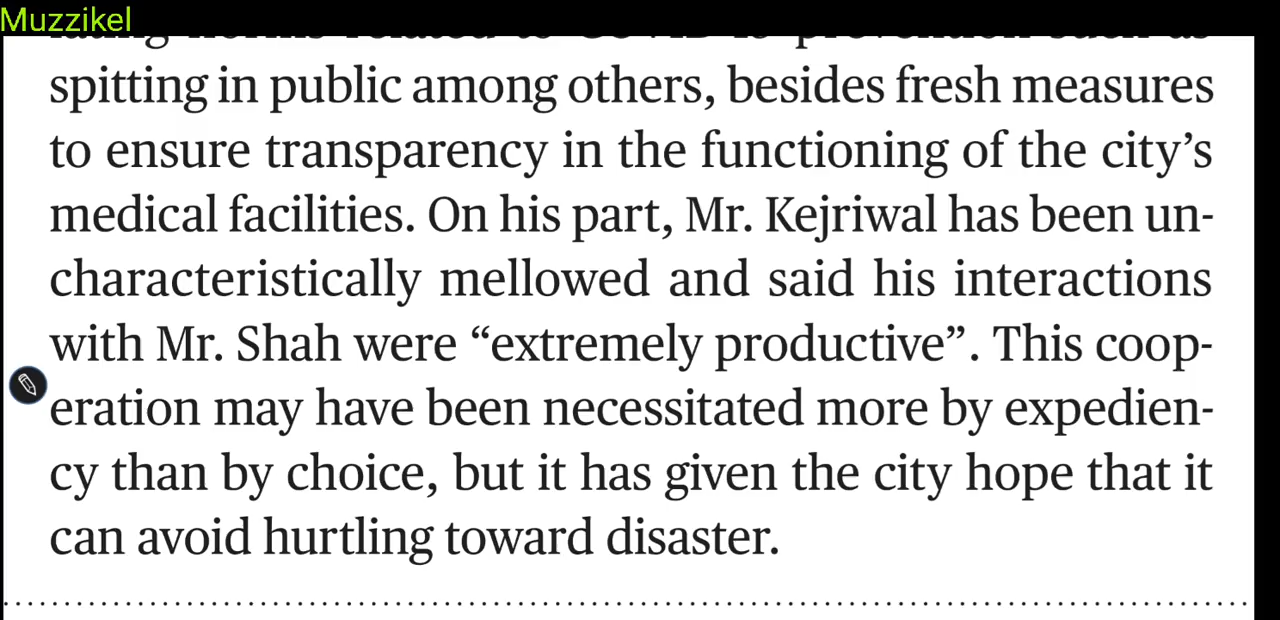 Muzzikel
spitting in public among others, besides fresh measures
to ensure transparency in the functioning of the city’s
medical facilities. On his part, Mr. Kejriwal has been un-
characteristically mellowed and said his interactions
with Mr. Shah were “extremely productive”. This coop-
eration may have been necessitated more by expedien-
cy than by choice, but it has given the city hope that it
can avoid hurtling toward disaster.